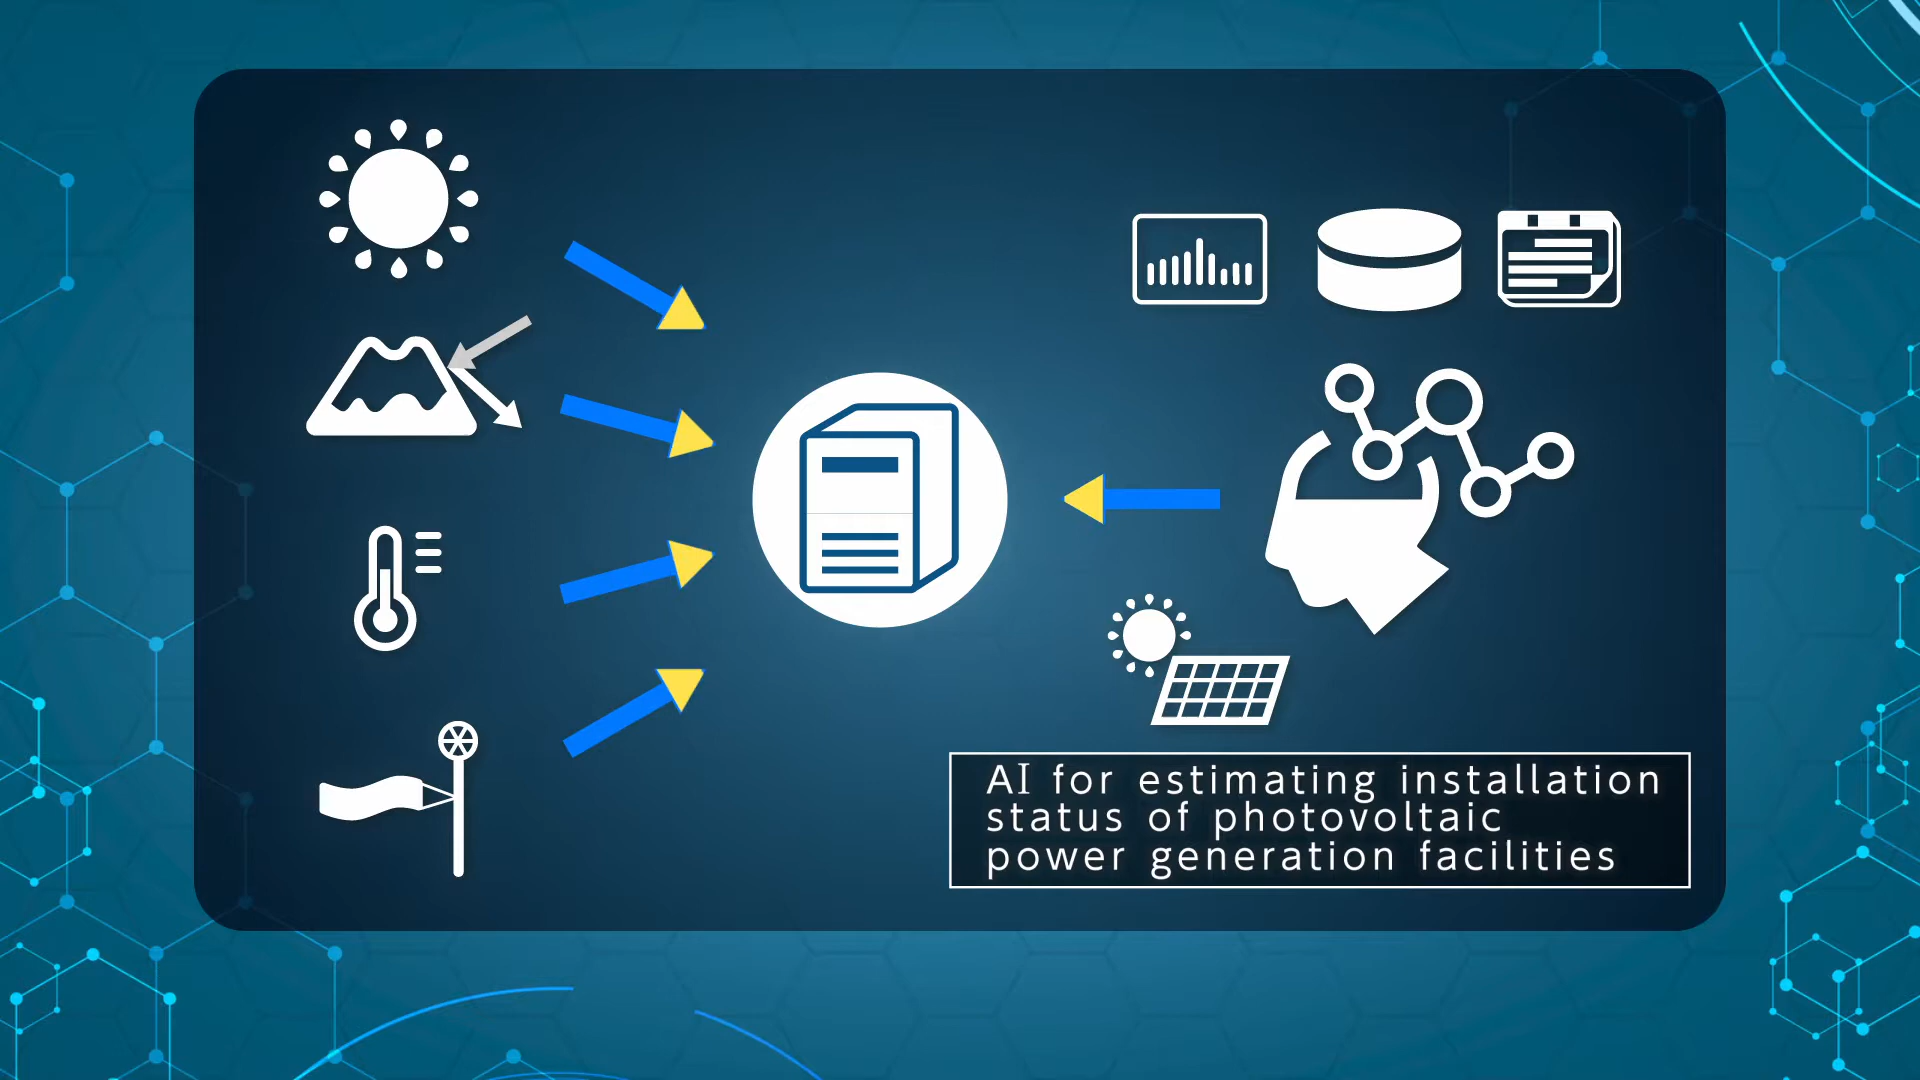 AI for estimating installation
status of photovoltaic
power generation facilities